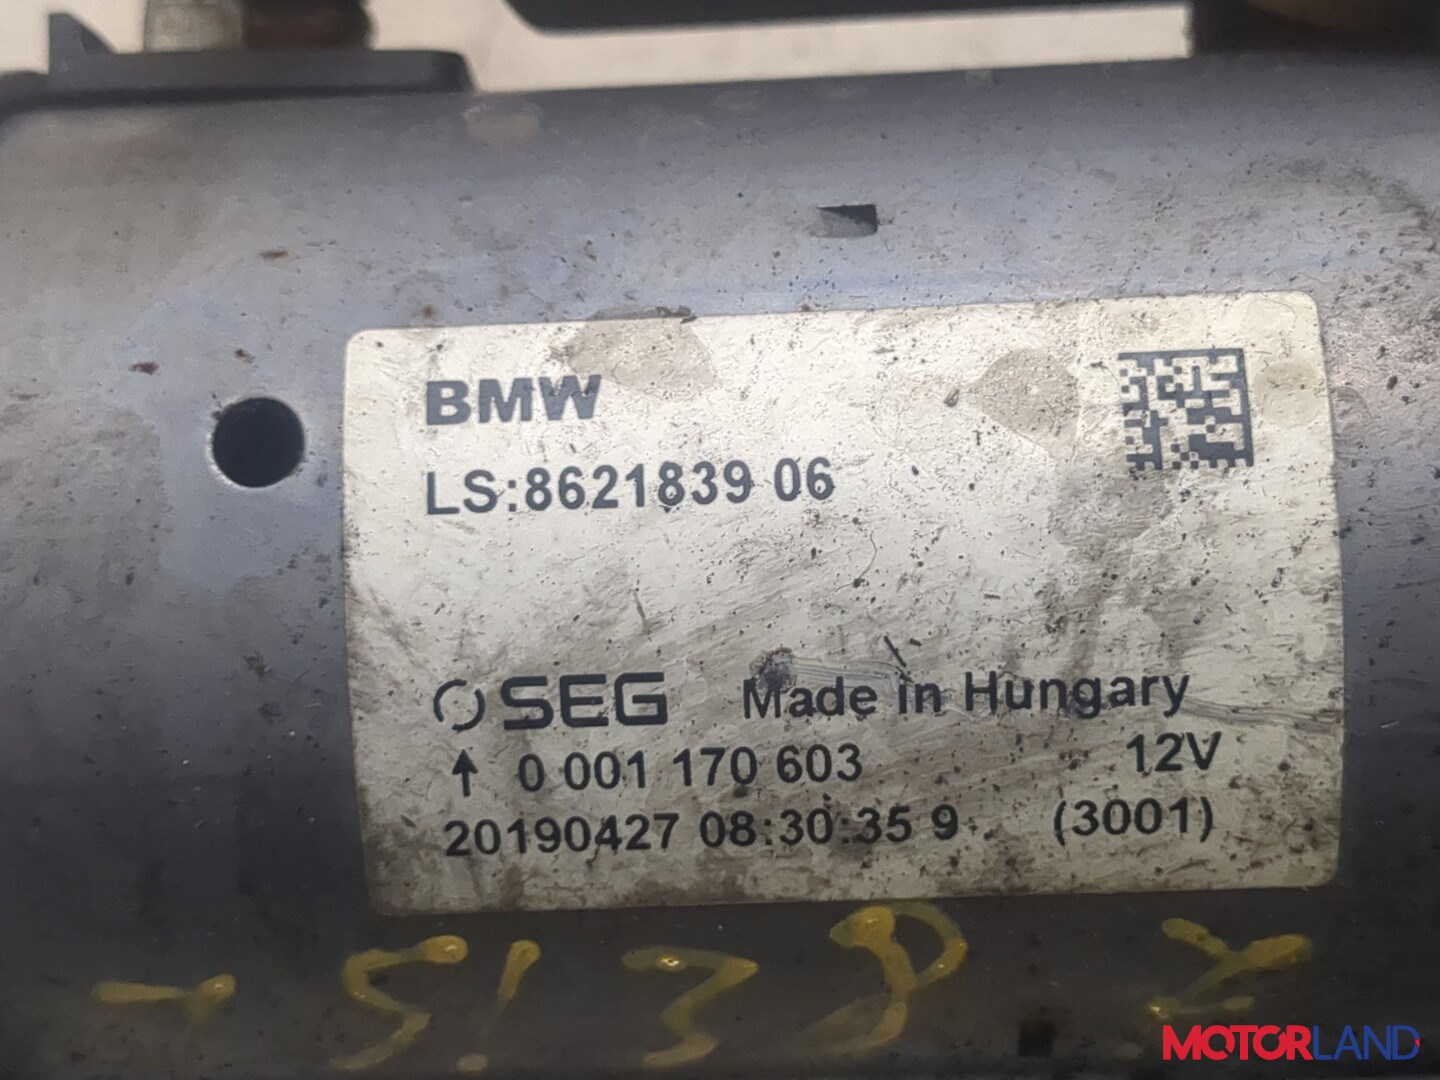 BMW
LS:8621839 06
SEG Made in Hungary
↑ 0 001 170 603 12V
20190427 08:30:35 9 (3001)
MOTORLAND